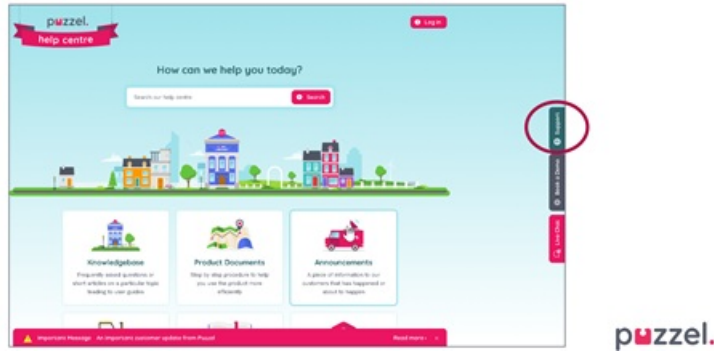 puzzel.
help centre
Log in
How can we help you today?
Search our help centre
Search
Support
Book a Demo
Live Chat
Knowledgebase
Frequently asked questions or
short articles on a particular topic
leading to user guides
Product Documents
Step by step procedure to help
you use the product more
efficiently
Announcements
A piece of information to our
customers that has happened or
about to happen
Important Message An important customer update from Puzzel
Read more
puzzel.